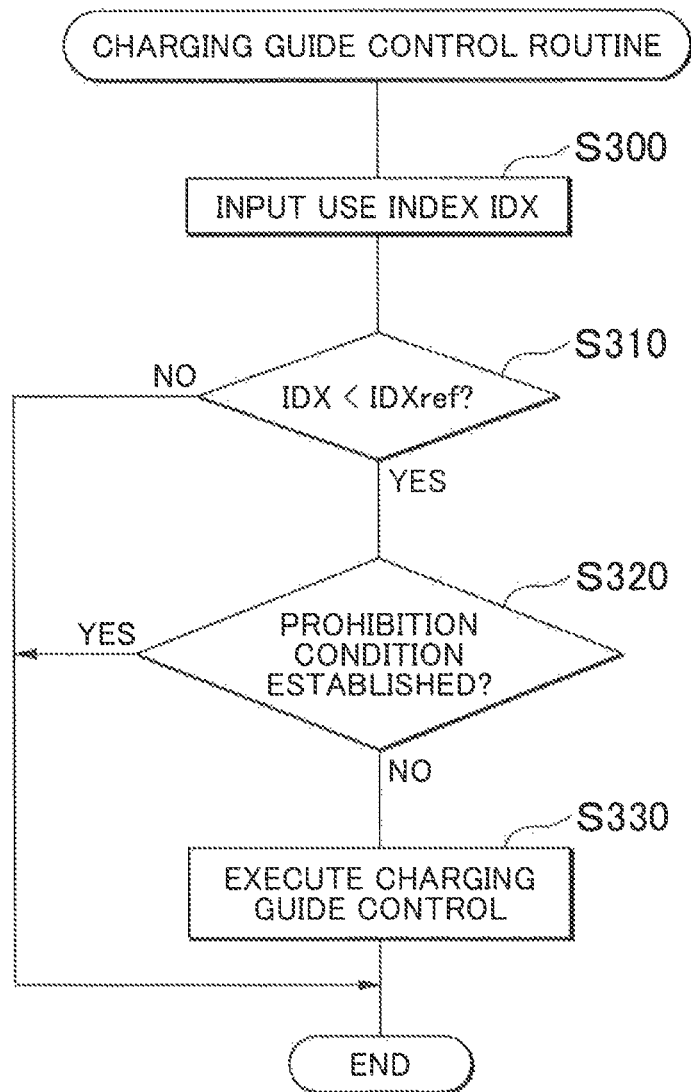 CHARGING GUIDE CONTROL ROUTINE
S300
INPUT USE INDEX IDX
S310
NO
IDX < IDXref?
YES
S320
YES
PROHIBITION
CONDITION
ESTABLISHED?
NO
S330
EXECUTE CHARGING
GUIDE CONTROL
END